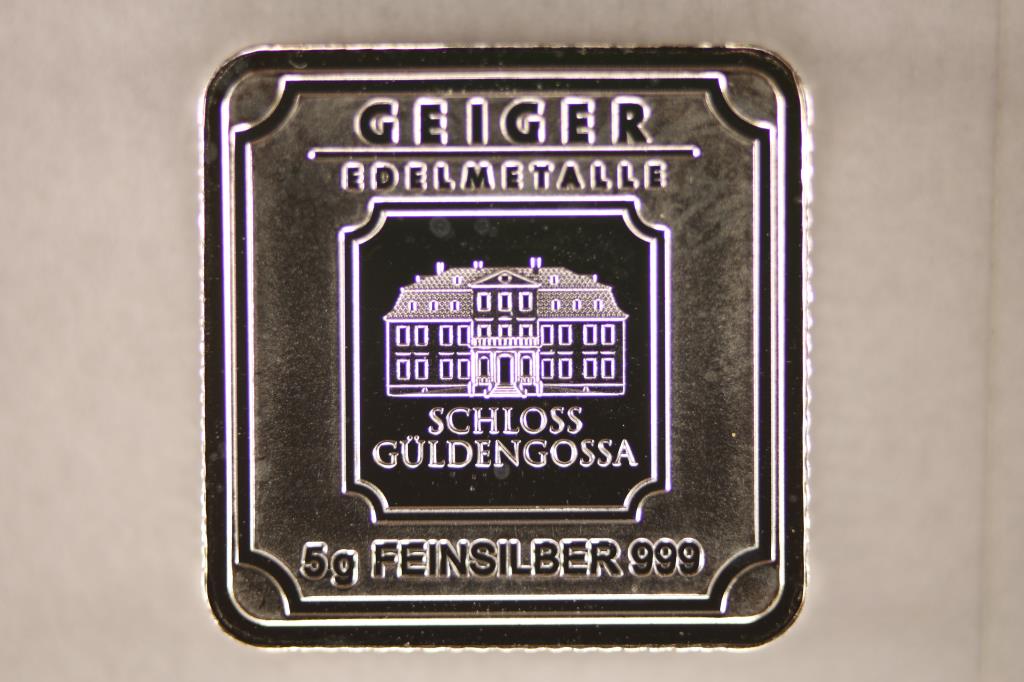 GEIGER
EDELMETALLE
SCHLOSS
GÜLDENGOSSA
5g FEINSILBER 999